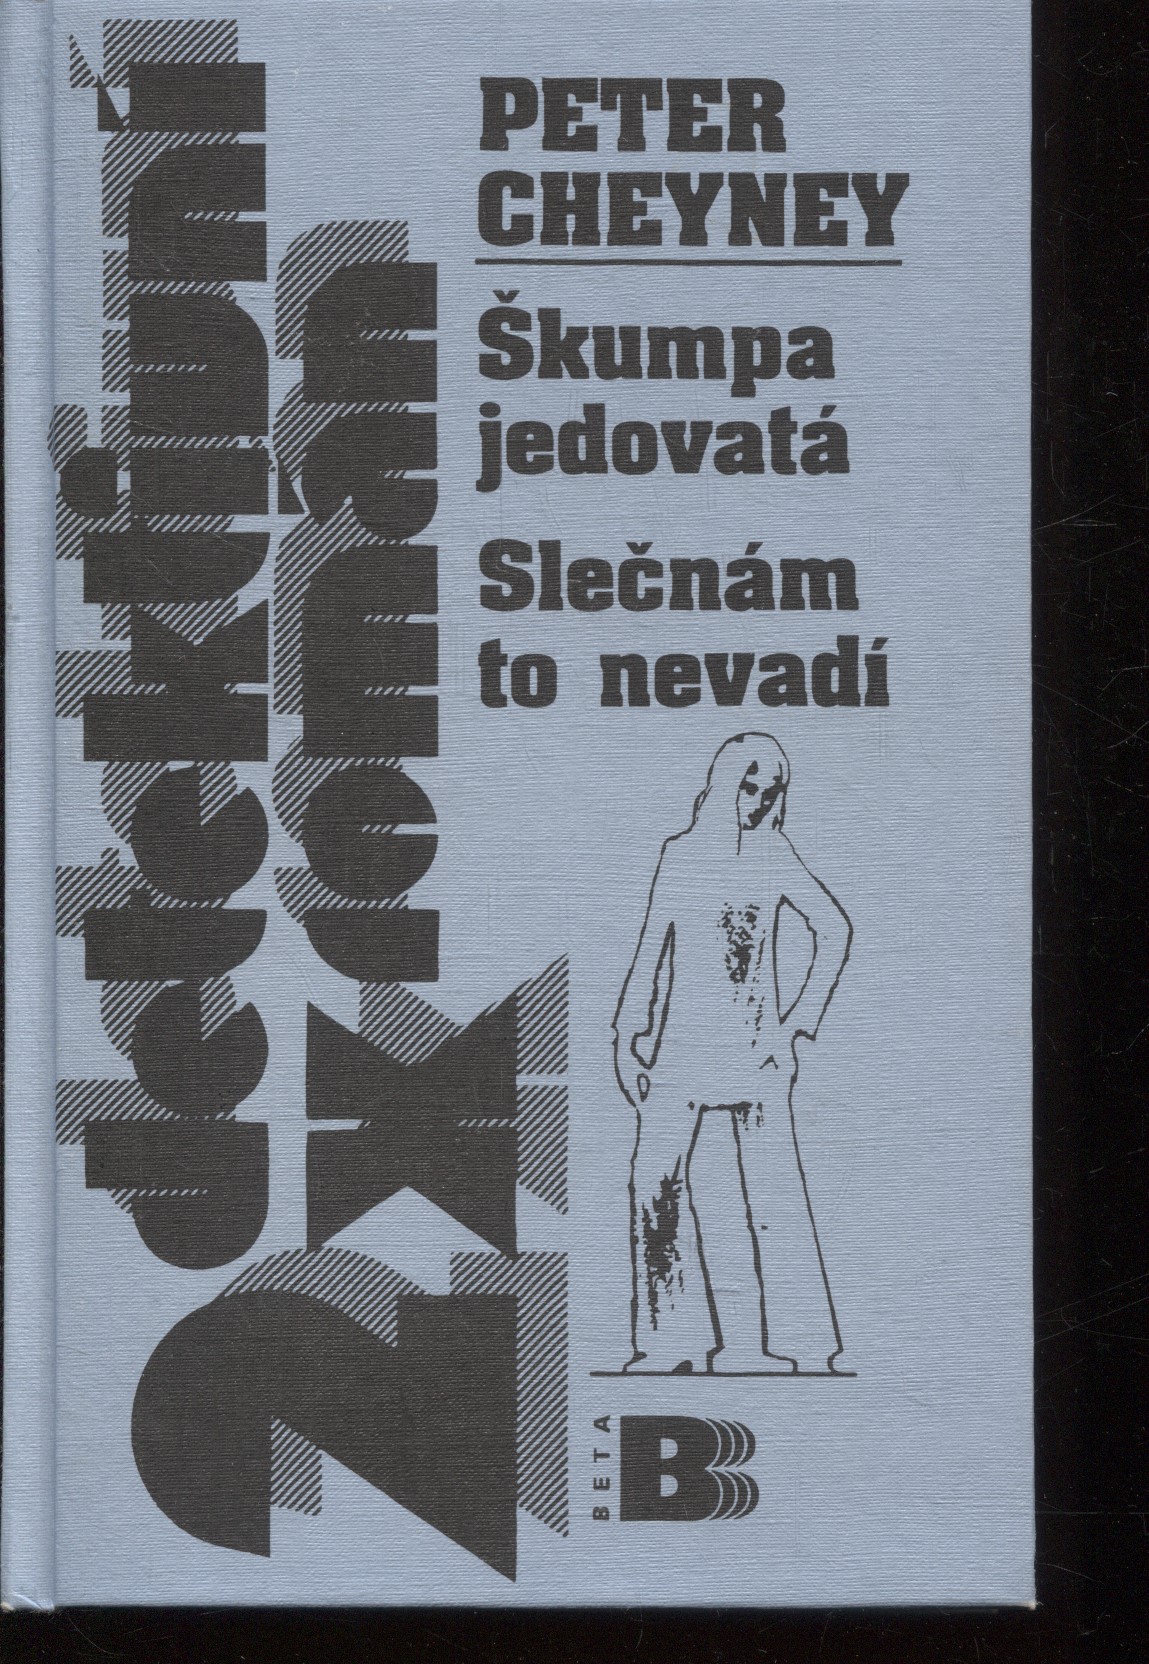 PETER
CHEYNEY
Škumpa
jedovatá
Slečnám
to nevadí
2x román
detektivní
BETA
B